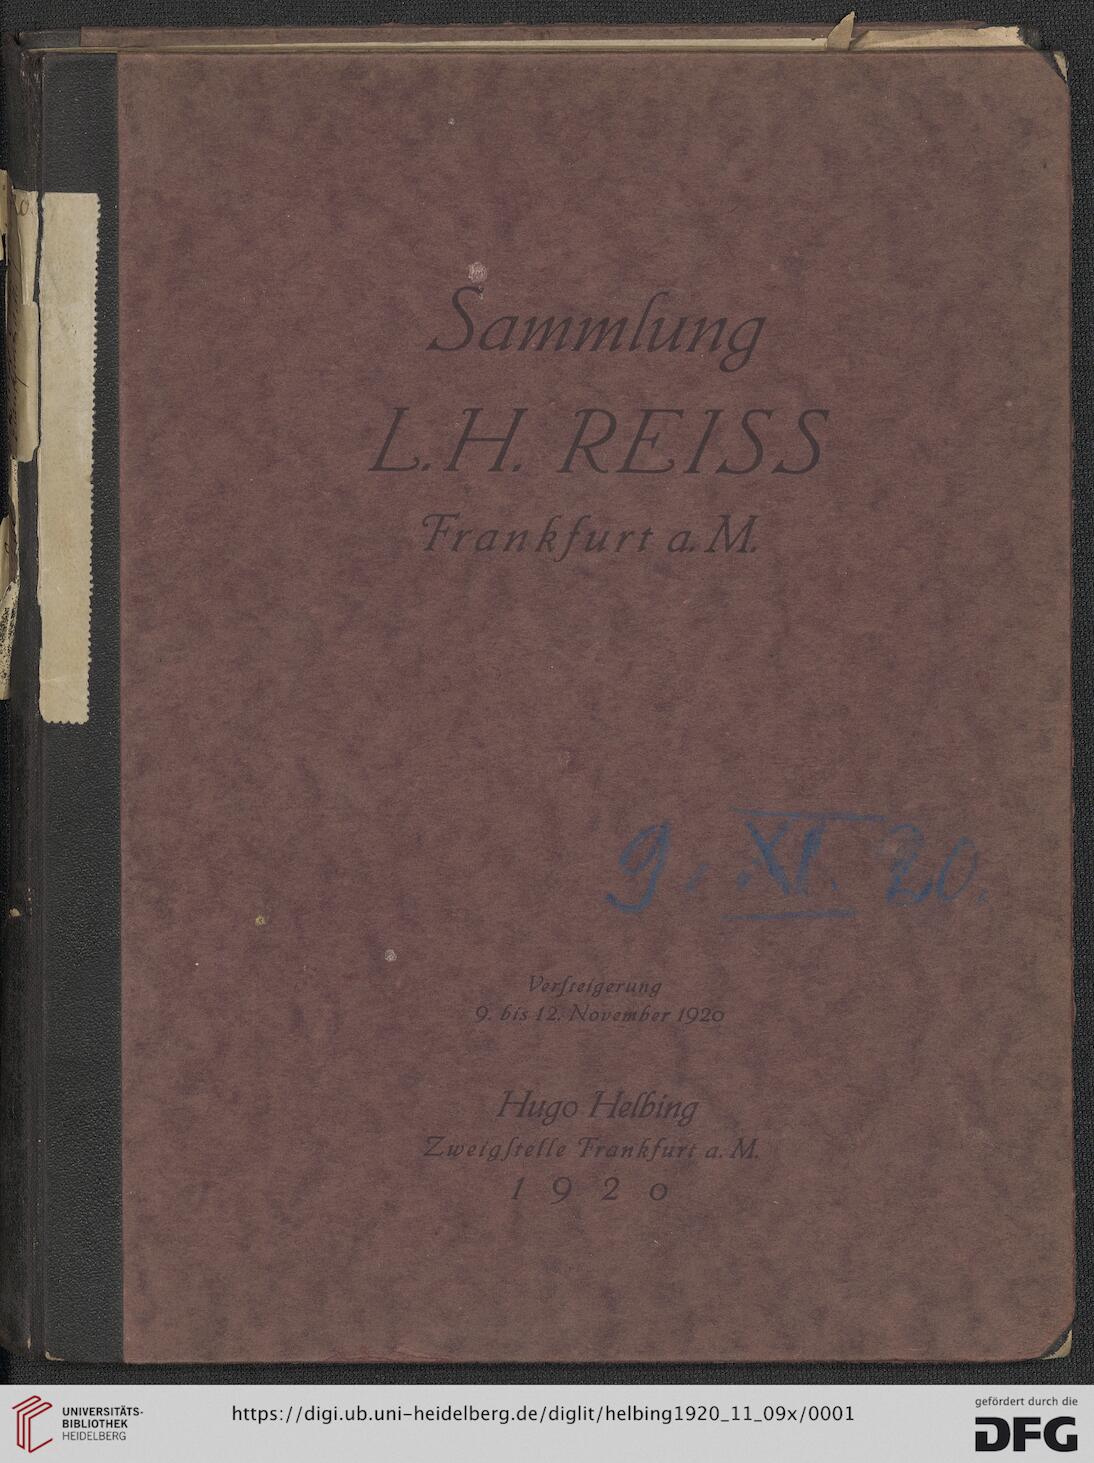 Sammlung
L.H. REISS
Frankfurt a. M.
9. XI. 20.
Verſteigerung
9. bis 12. November 1920
Hugo Helbing
Zweigſtelle Frankfurt a. M.
1920
UNIVERSITÄTS-
BIBLIOTHEK
HEIDELBERG
https://digi.ub.uni-heidelberg.de/diglit/helbing1920_11_09x/0001
gefördert durch die
DFG